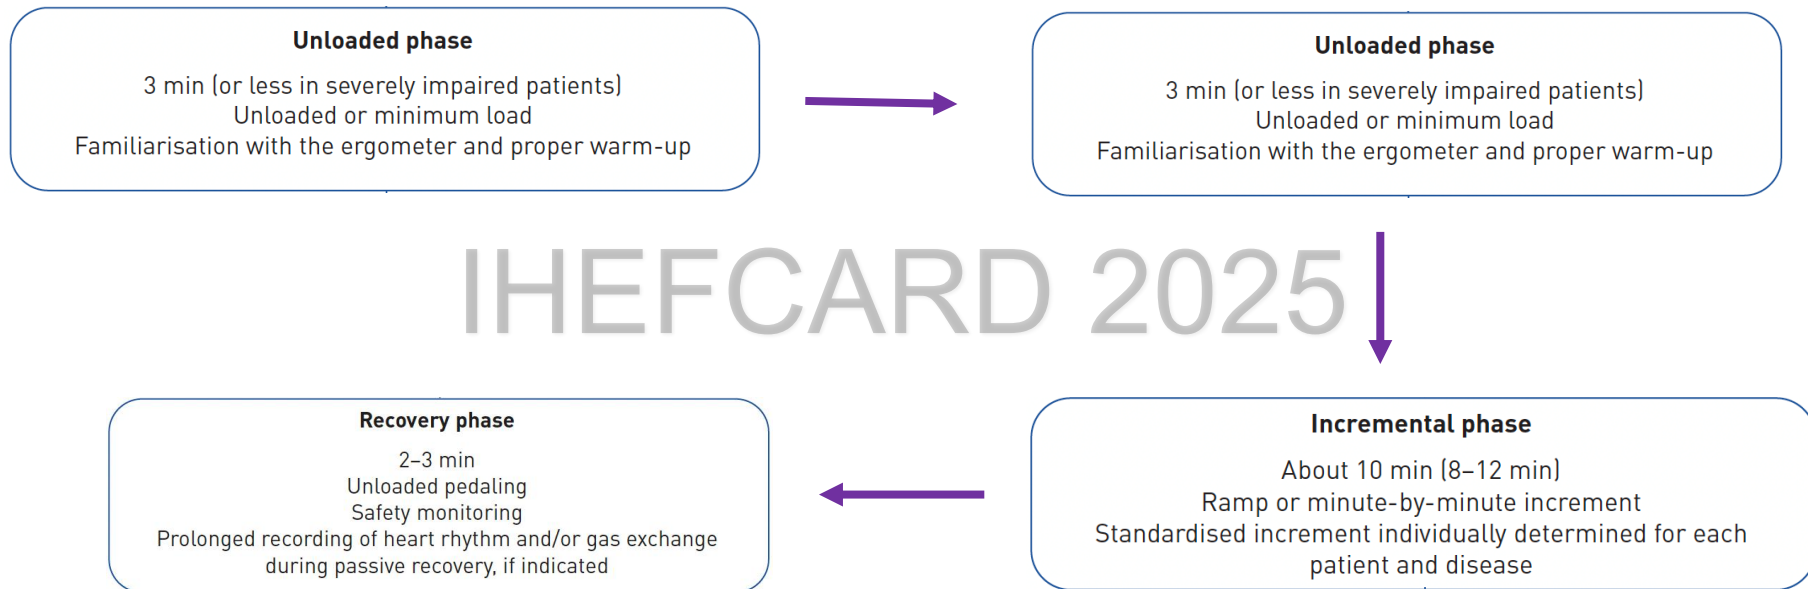 Unloaded phase
3 min (or less in severely impaired patients)
Unloaded or minimum load
Familiarisation with the ergometer and proper warm-up
Unloaded phase
3 min (or less in severely impaired patients)
Unloaded or minimum load
Familiarisation with the ergometer and proper warm-up
IHEFCARD 2025
Recovery phase
2–3 min
Unloaded pedaling
Safety monitoring
Prolonged recording of heart rhythm and/or gas exchange
during passive recovery, if indicated
Incremental phase
About 10 min (8–12 min)
Ramp or minute-by-minute increment
Standardised increment individually determined for each
patient and disease